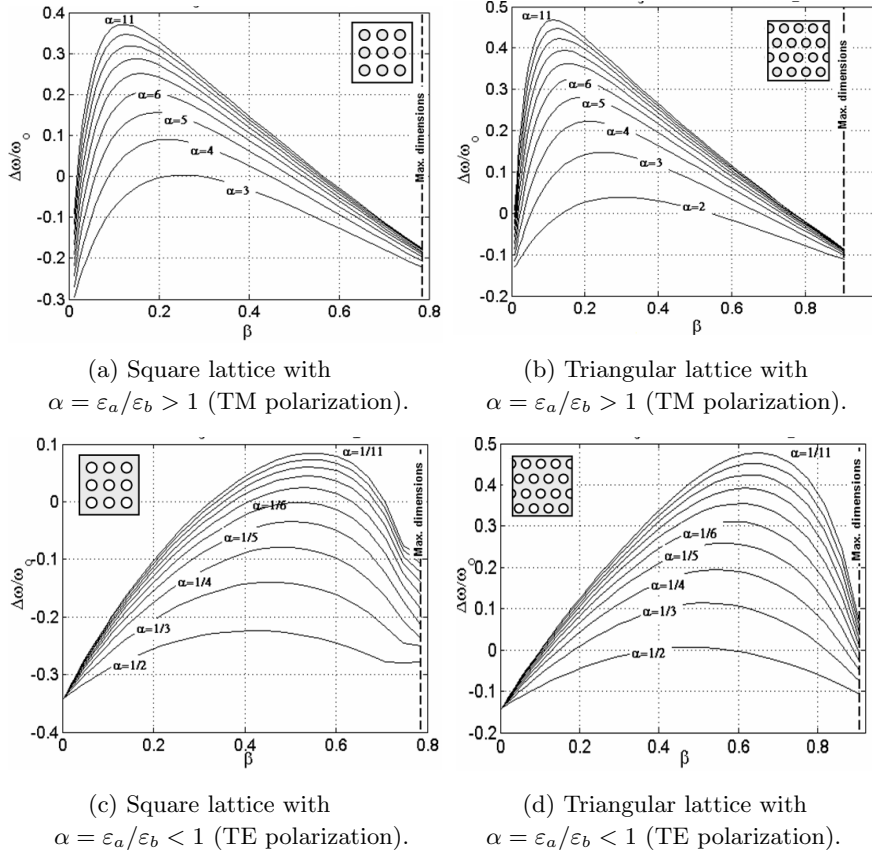 0.4
0.3
0.2
0.1
0
-0.1
-0.2
-0.3
Δω/ω₀
α=11
α=6
α=5
α=4
α=3
Max. dimensions
0
0.2
0.4
0.6
0.8
β
(a) Square lattice with
α = εₐ/ε_b > 1 (TM polarization).
0.5
0.4
0.3
0.2
0.1
0
-0.1
-0.2
Δω/ω₀
α=11
α=6
α=5
α=4
α=3
α=2
Max. dimensions
0
0.2
0.4
0.6
0.8
β
(b) Triangular lattice with
α = εₐ/ε_b > 1 (TM polarization).
0.1
0
-0.1
-0.2
-0.3
-0.4
Δω/ω₀
α=1/11
α=1/6
α=1/5
α=1/4
α=1/3
α=1/2
Max. dimensions
0
0.2
0.4
0.6
0.8
β
(c) Square lattice with
α = εₐ/ε_b < 1 (TE polarization).
0.5
0.4
0.3
0.2
0.1
0
-0.1
-0.2
Δω/ω₀
α=1/11
α=1/6
α=1/5
α=1/4
α=1/3
α=1/2
Max. dimensions
0
0.2
0.4
0.6
0.8
β
(d) Triangular lattice with
α = εₐ/ε_b < 1 (TE polarization).